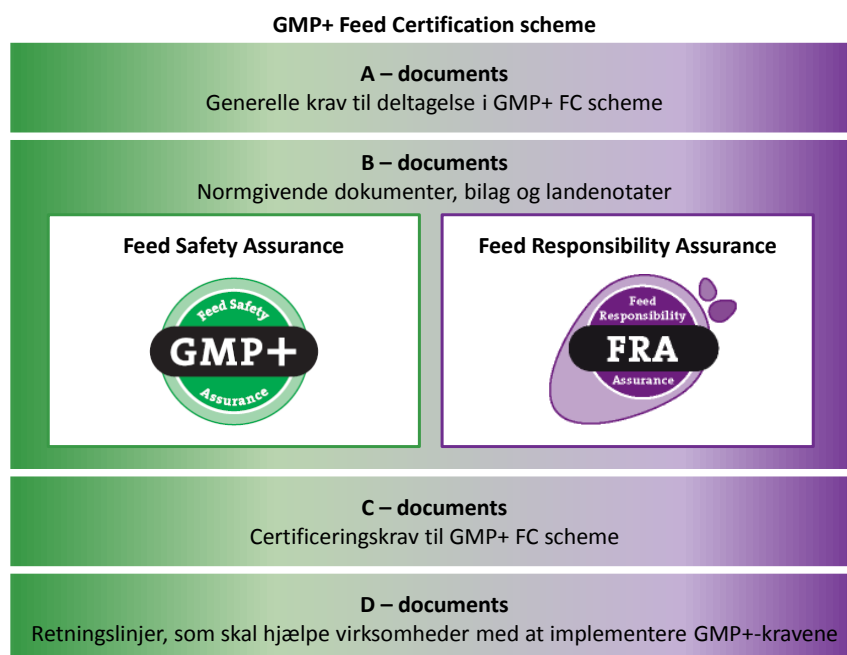 GMP+ Feed Certification scheme
A – documents
Generelle krav til deltagelse i GMP+ FC scheme
B – documents
Normgivende dokumenter, bilag og landenotater
Feed Safety Assurance
Feed Safety
GMP+
Assurance
Feed Responsibility Assurance
Feed
Responsibility
FRA
Assurance
C – documents
Certificeringskrav til GMP+ FC scheme
D – documents
Retningslinjer, som skal hjælpe virksomheder med at implementere GMP+-kravene